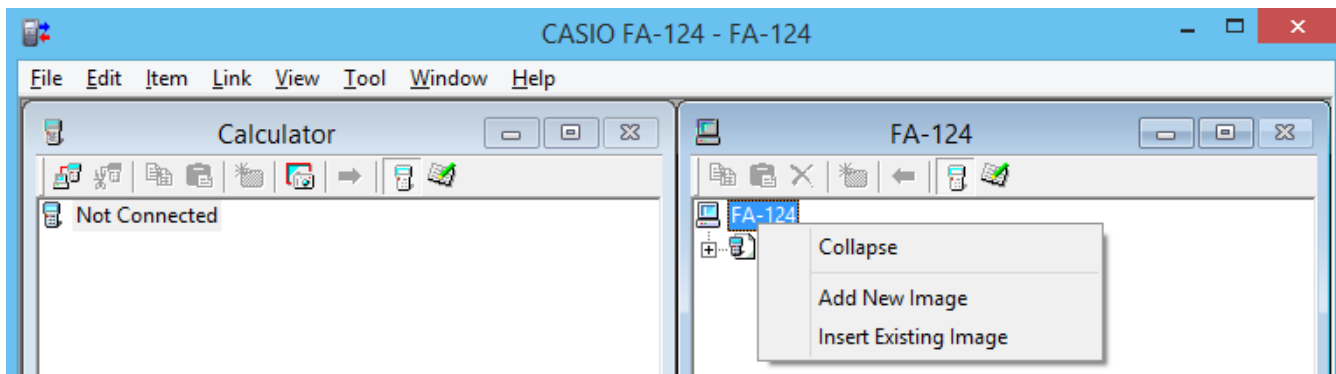 CASIO FA-124 - FA-124
File Edit Item Link View Tool Window Help
Calculator
FA-124
Not Connected
FA-124
Collapse
Add New Image
Insert Existing Image